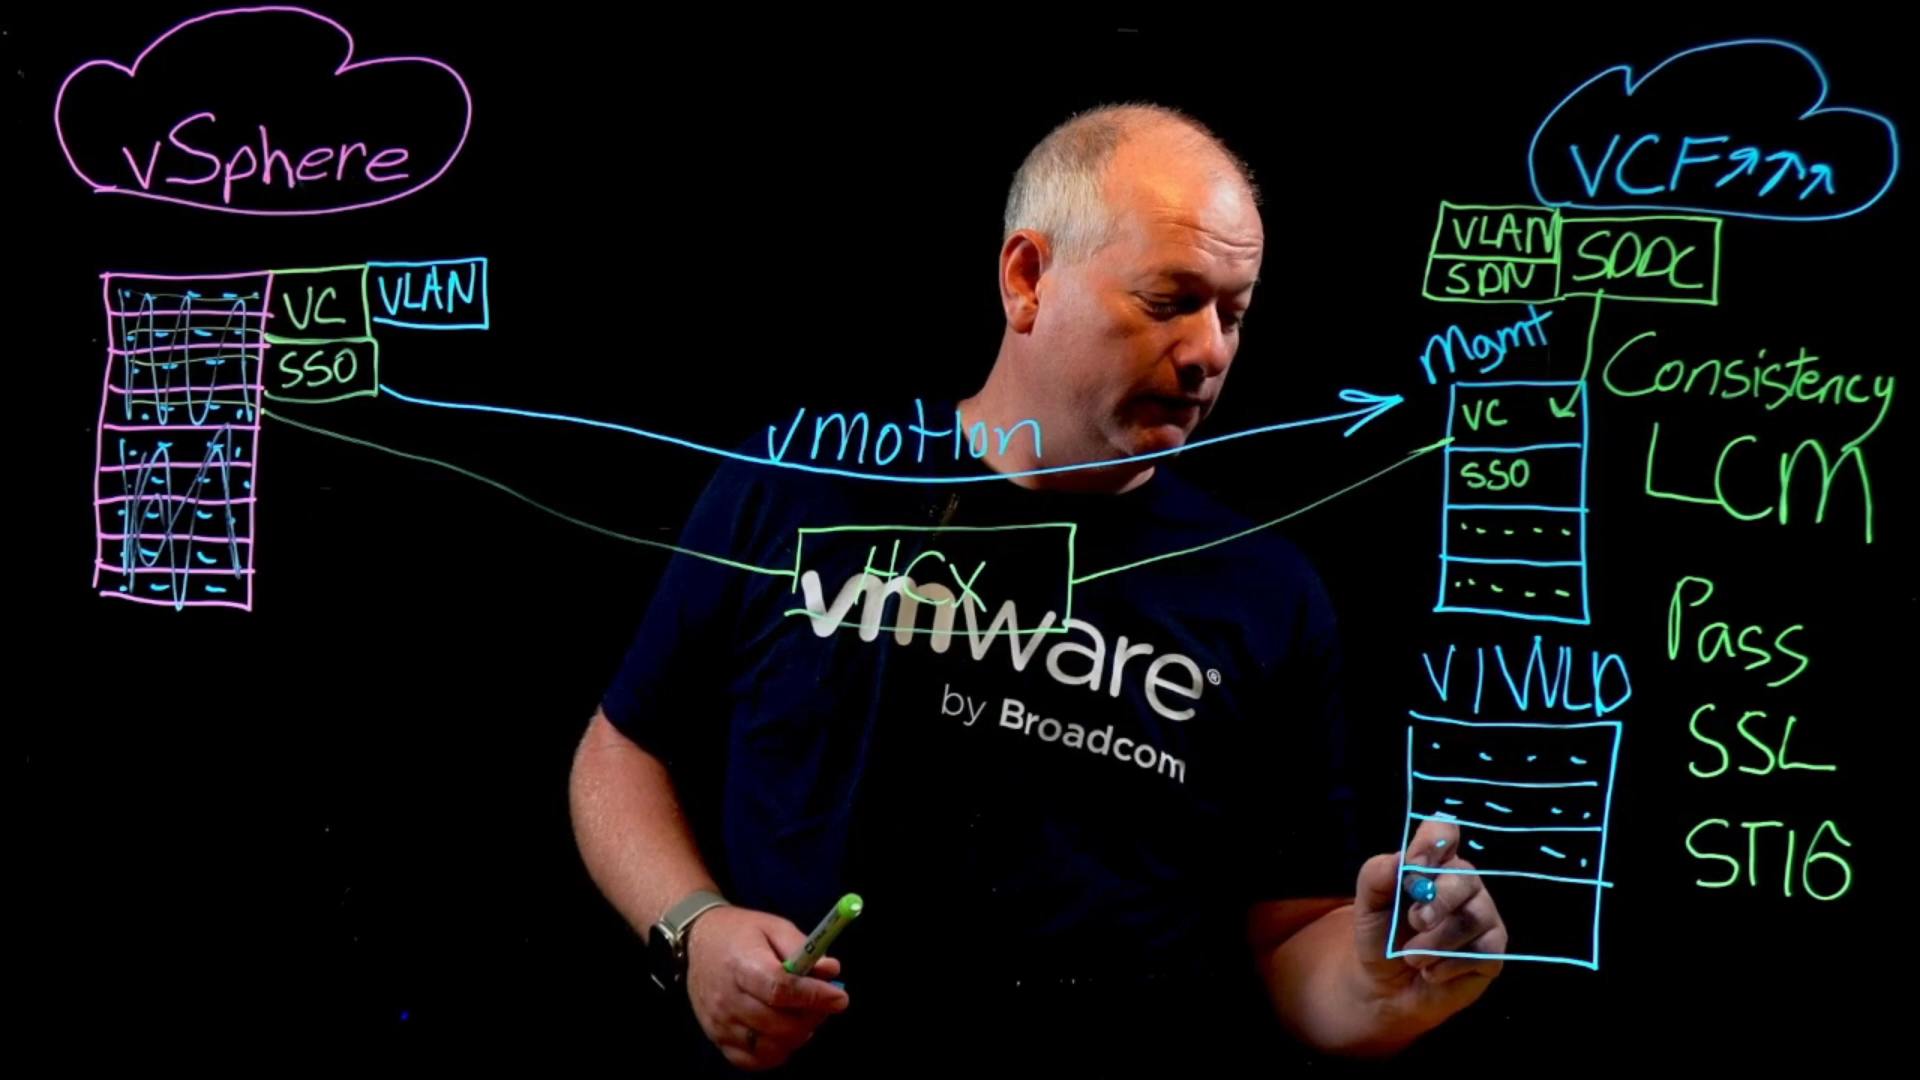 vSphere
VC
VLAN
SSO
vmotion
HCX
vmware®
by Broadcom
VCF
VLAN
SDN
SDDC
Mgmt
VC
SSO
Consistency
LCM
VI WLD
Pass
SSL
STIG